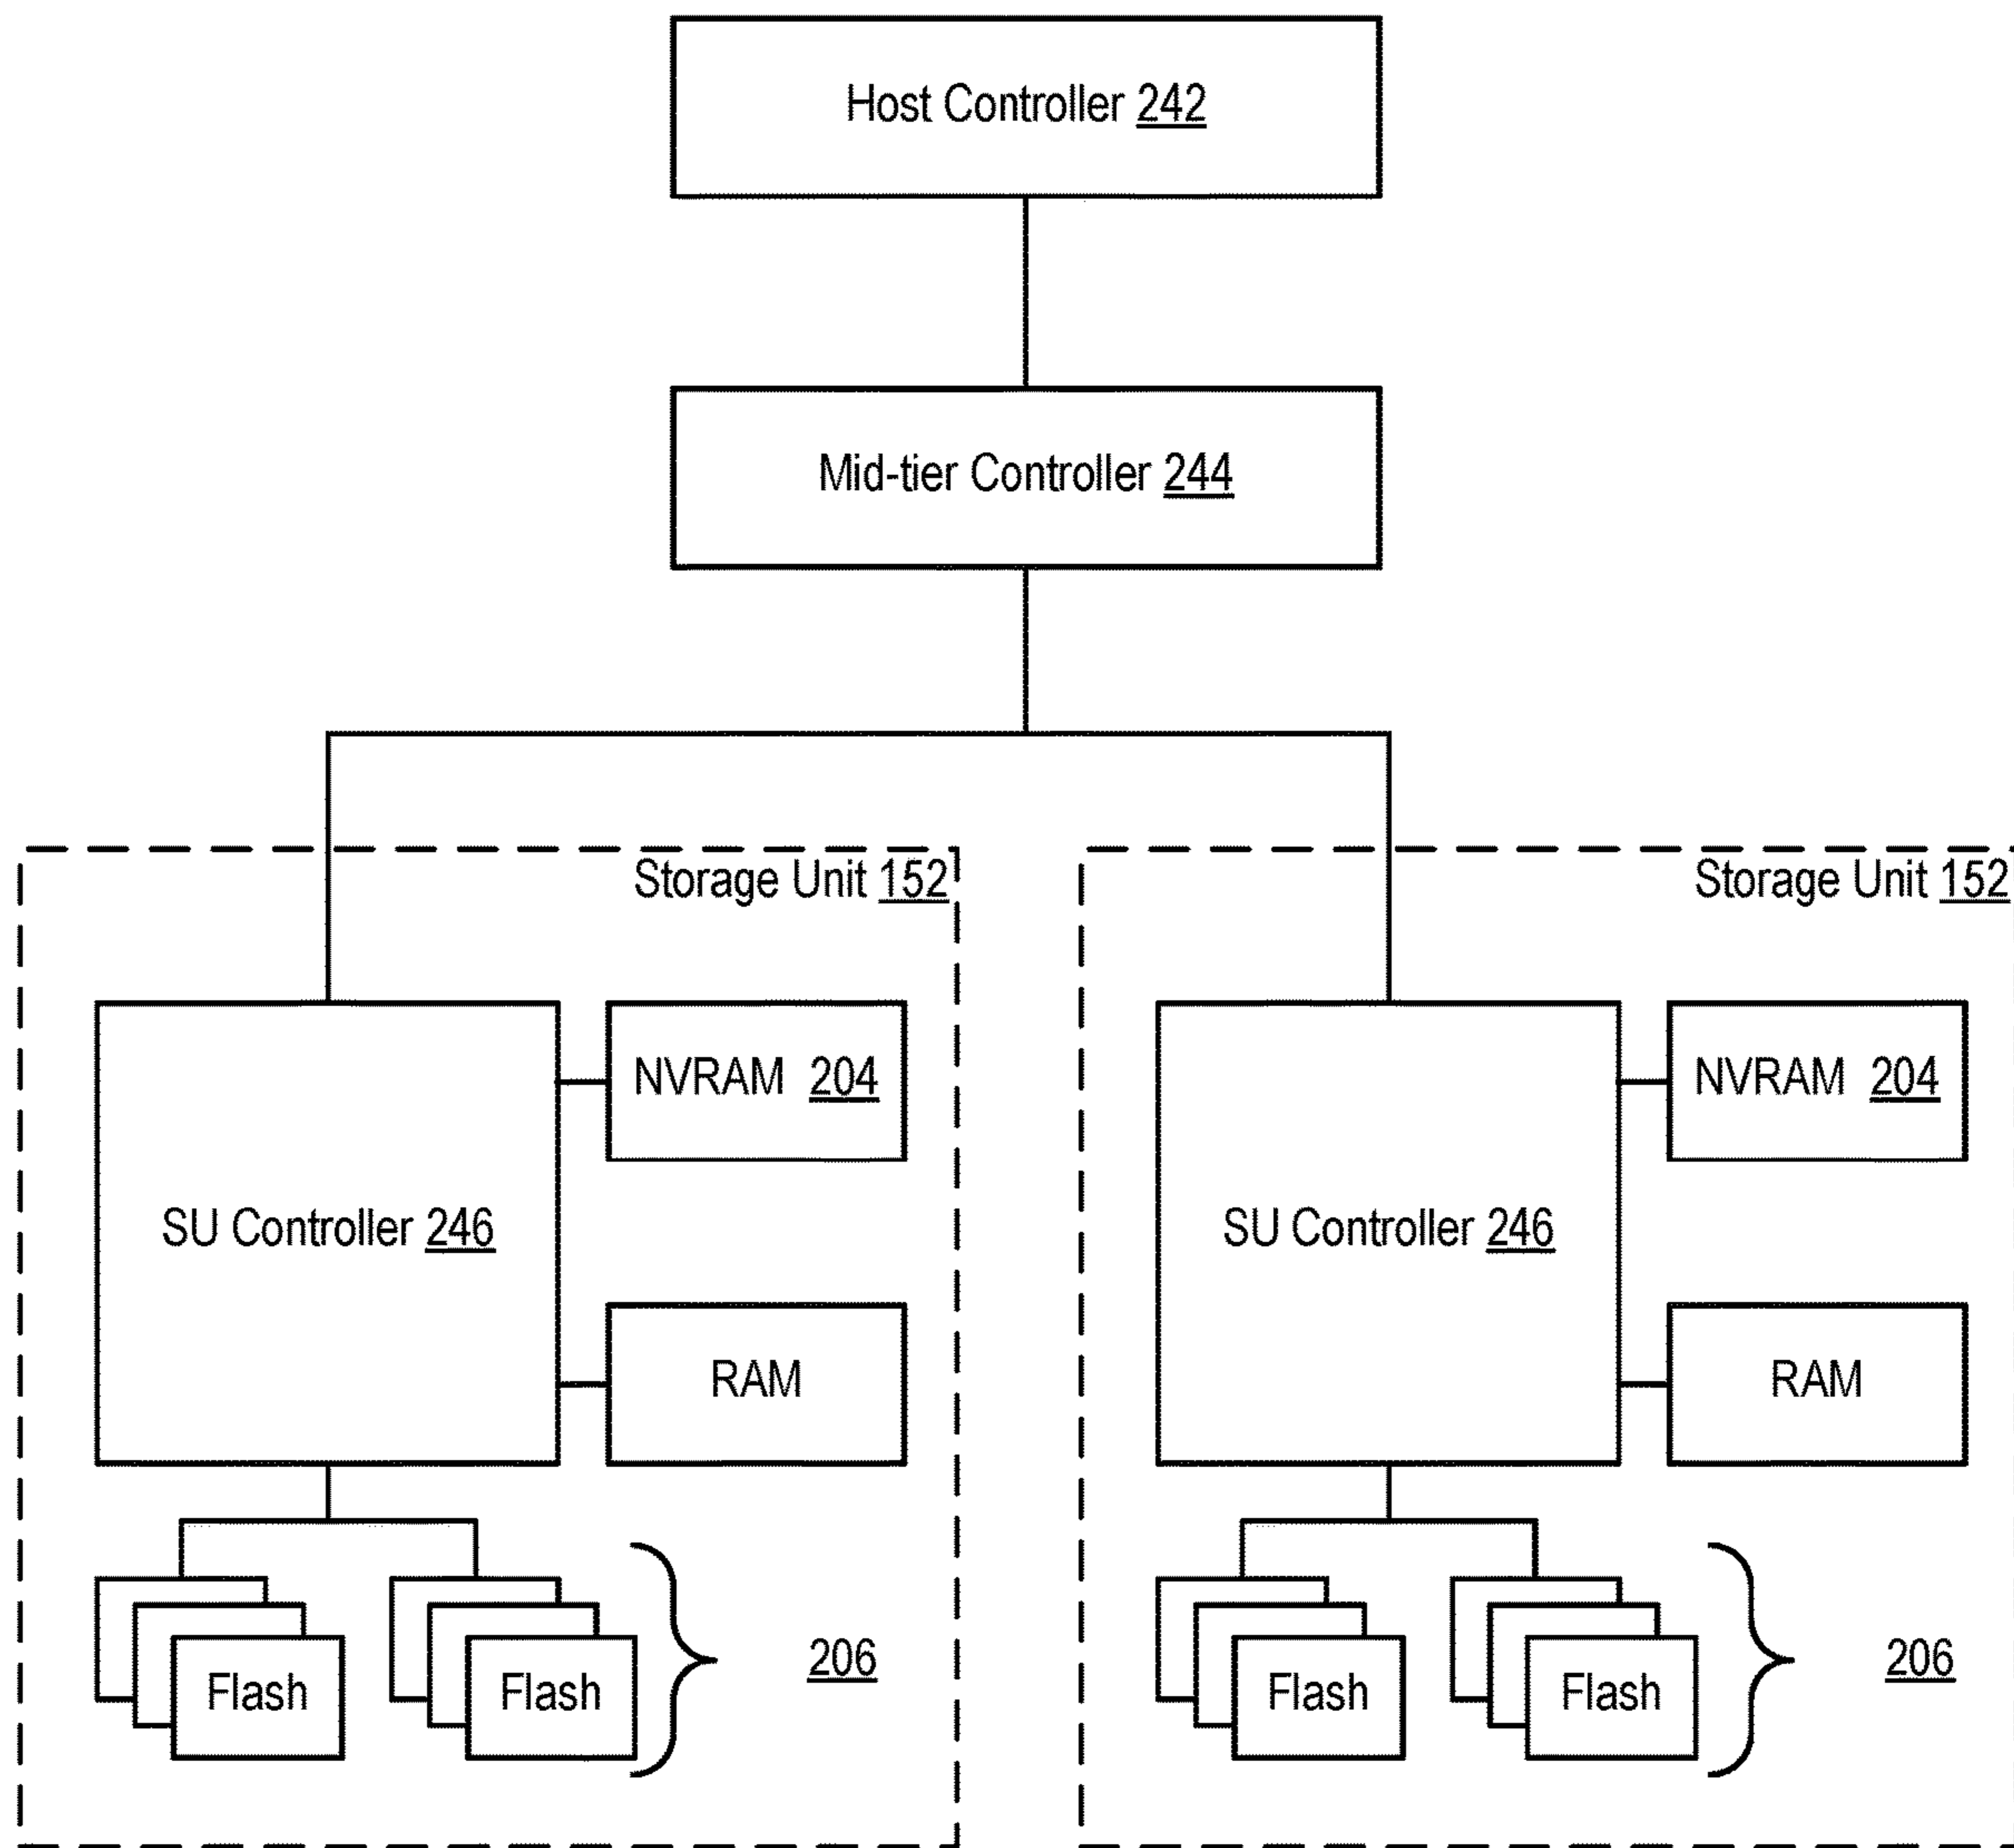 Host Controller 242
Mid-tier Controller 244
Storage Unit 152
Storage Unit 152
NVRAM 204
NVRAM 204
SU Controller 246
SU Controller 246
RAM
RAM
206
206
Flash
Flash
Flash
Flash